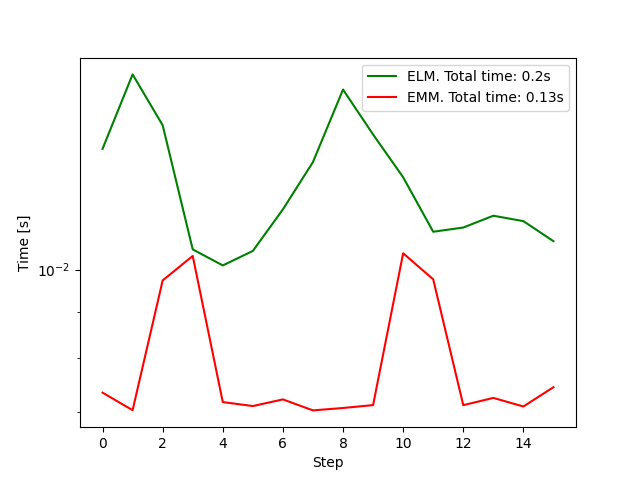 ELM. Total time: 0.2s
EMM. Total time: 0.13s
Time [s]
10⁻²
0 2 4 6 8 10 12 14
Step